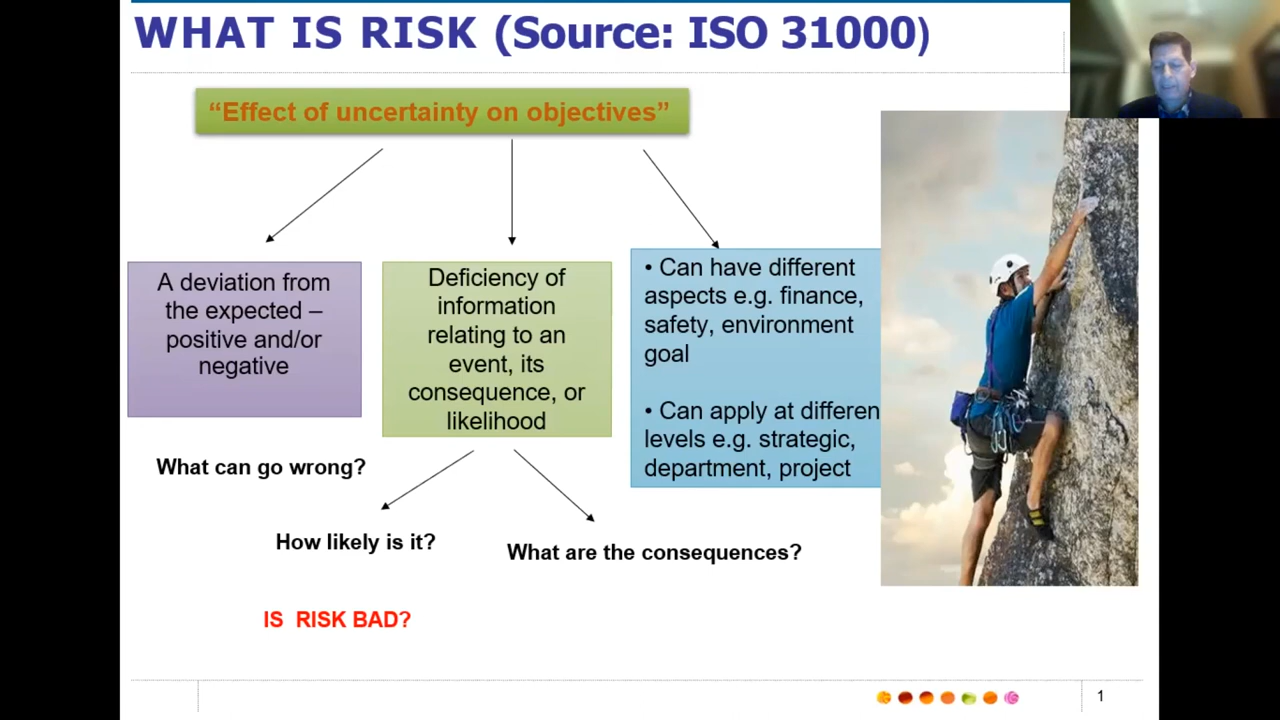 WHAT IS RISK (Source: ISO 31000)
“Effect of uncertainty on objectives”
A deviation from
the expected –
positive and/or
negative
Deficiency of
information
relating to an
event, its
consequence, or
likelihood
• Can have different
aspects e.g. finance,
safety, environment
goal
• Can apply at differen
levels e.g. strategic,
department, project
What can go wrong?
How likely is it?
What are the consequences?
IS RISK BAD?
1